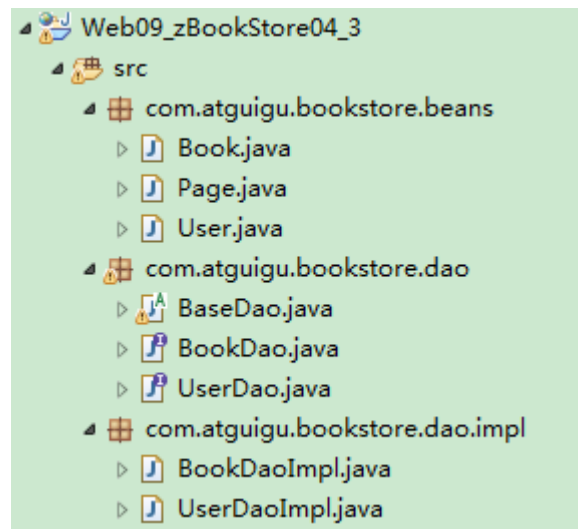 Web09_zBookStore04_3
src
com.atguigu.bookstore.beans
Book.java
Page.java
User.java
com.atguigu.bookstore.dao
BaseDao.java
BookDao.java
UserDao.java
com.atguigu.bookstore.dao.impl
BookDaoImpl.java
UserDaoImpl.java